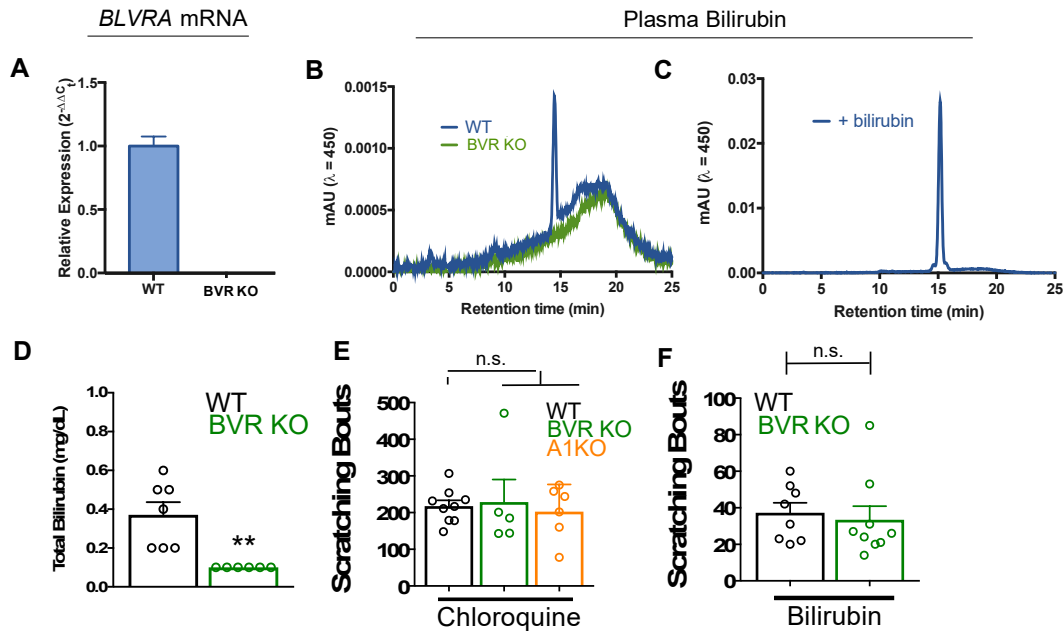 BLVRA mRNA
Plasma Bilirubin
A
Relative Expression (2^-ΔΔC_t)
1.5
1.0
0.5
0.0
WT
BVR KO
B
mAU (λ = 450)
0.0015
0.0010
0.0005
0.0000
WT
BVR KO
0 5 10 15 20 25
Retention time (min)
C
mAU (λ = 450)
0.03
0.02
0.01
0.00
+ bilirubin
0 5 10 15 20 25
Retention time (min)
D
Total Bilirubin (mg/dL)
1.0
0.8
0.6
0.4
0.2
0.0
WT
BVR KO
**
E
n.s.
Scratching Bouts
500
400
300
200
100
0
WT
BVR KO
A1KO
Chloroquine
F
n.s.
Scratching Bouts
100
80
60
40
20
0
WT
BVR KO
Bilirubin